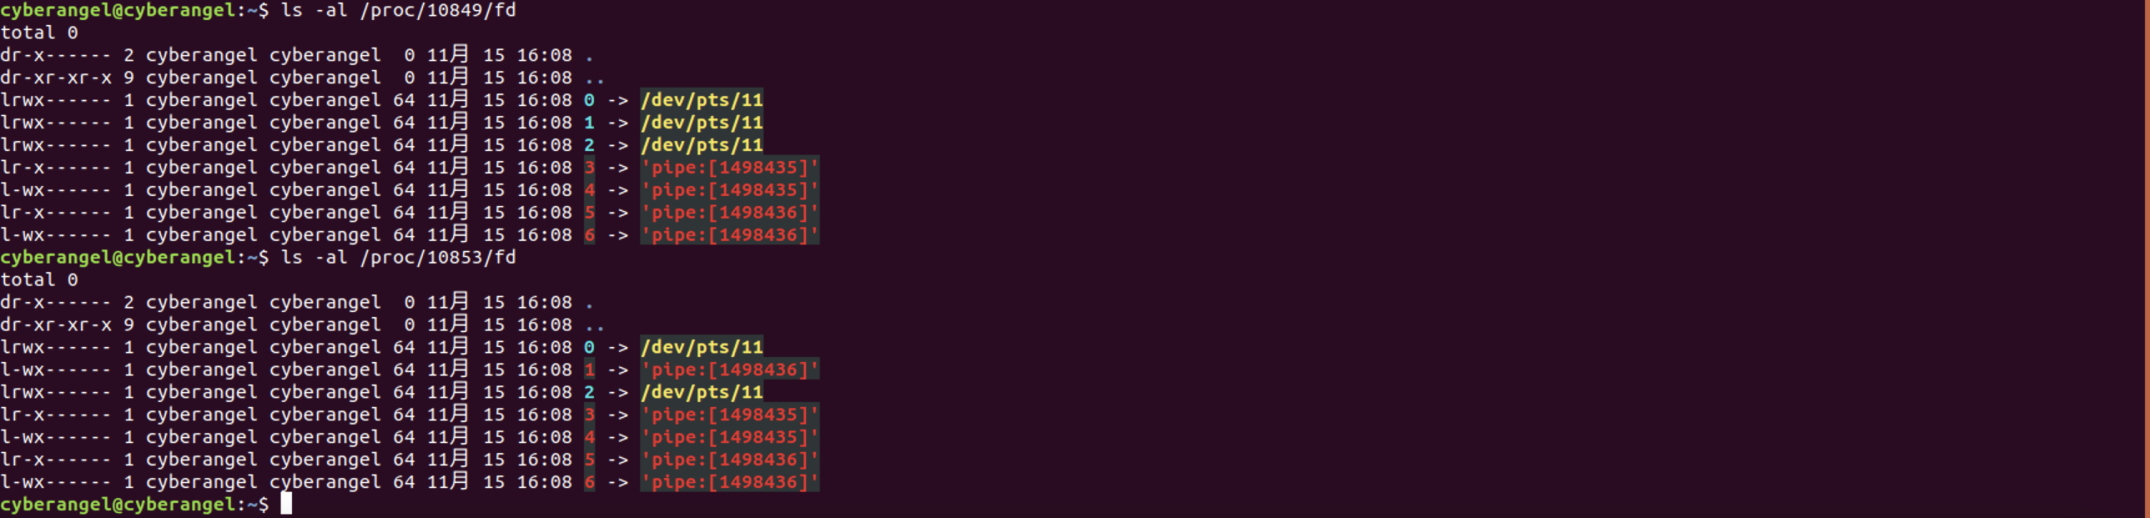 cyberangel@cyberangel:~$ ls -al /proc/10849/fd
total 0
dr-x------ 2 cyberangel cyberangel  0 11月 15 16:08 .
dr-xr-xr-x 9 cyberangel cyberangel  0 11月 15 16:08 ..
lrwx------ 1 cyberangel cyberangel 64 11月 15 16:08 0 -> /dev/pts/11
lrwx------ 1 cyberangel cyberangel 64 11月 15 16:08 1 -> /dev/pts/11
lrwx------ 1 cyberangel cyberangel 64 11月 15 16:08 2 -> /dev/pts/11
lr-x------ 1 cyberangel cyberangel 64 11月 15 16:08 3 -> 'pipe:[1498435]'
l-wx------ 1 cyberangel cyberangel 64 11月 15 16:08 4 -> 'pipe:[1498435]'
lr-x------ 1 cyberangel cyberangel 64 11月 15 16:08 5 -> 'pipe:[1498436]'
l-wx------ 1 cyberangel cyberangel 64 11月 15 16:08 6 -> 'pipe:[1498436]'
cyberangel@cyberangel:~$ ls -al /proc/10853/fd
total 0
dr-x------ 2 cyberangel cyberangel  0 11月 15 16:08 .
dr-xr-xr-x 9 cyberangel cyberangel  0 11月 15 16:08 ..
lrwx------ 1 cyberangel cyberangel 64 11月 15 16:08 0 -> /dev/pts/11
l-wx------ 1 cyberangel cyberangel 64 11月 15 16:08 1 -> 'pipe:[1498436]'
lrwx------ 1 cyberangel cyberangel 64 11月 15 16:08 2 -> /dev/pts/11
lr-x------ 1 cyberangel cyberangel 64 11月 15 16:08 3 -> 'pipe:[1498435]'
l-wx------ 1 cyberangel cyberangel 64 11月 15 16:08 4 -> 'pipe:[1498435]'
lr-x------ 1 cyberangel cyberangel 64 11月 15 16:08 5 -> 'pipe:[1498436]'
l-wx------ 1 cyberangel cyberangel 64 11月 15 16:08 6 -> 'pipe:[1498436]'
cyberangel@cyberangel:~$